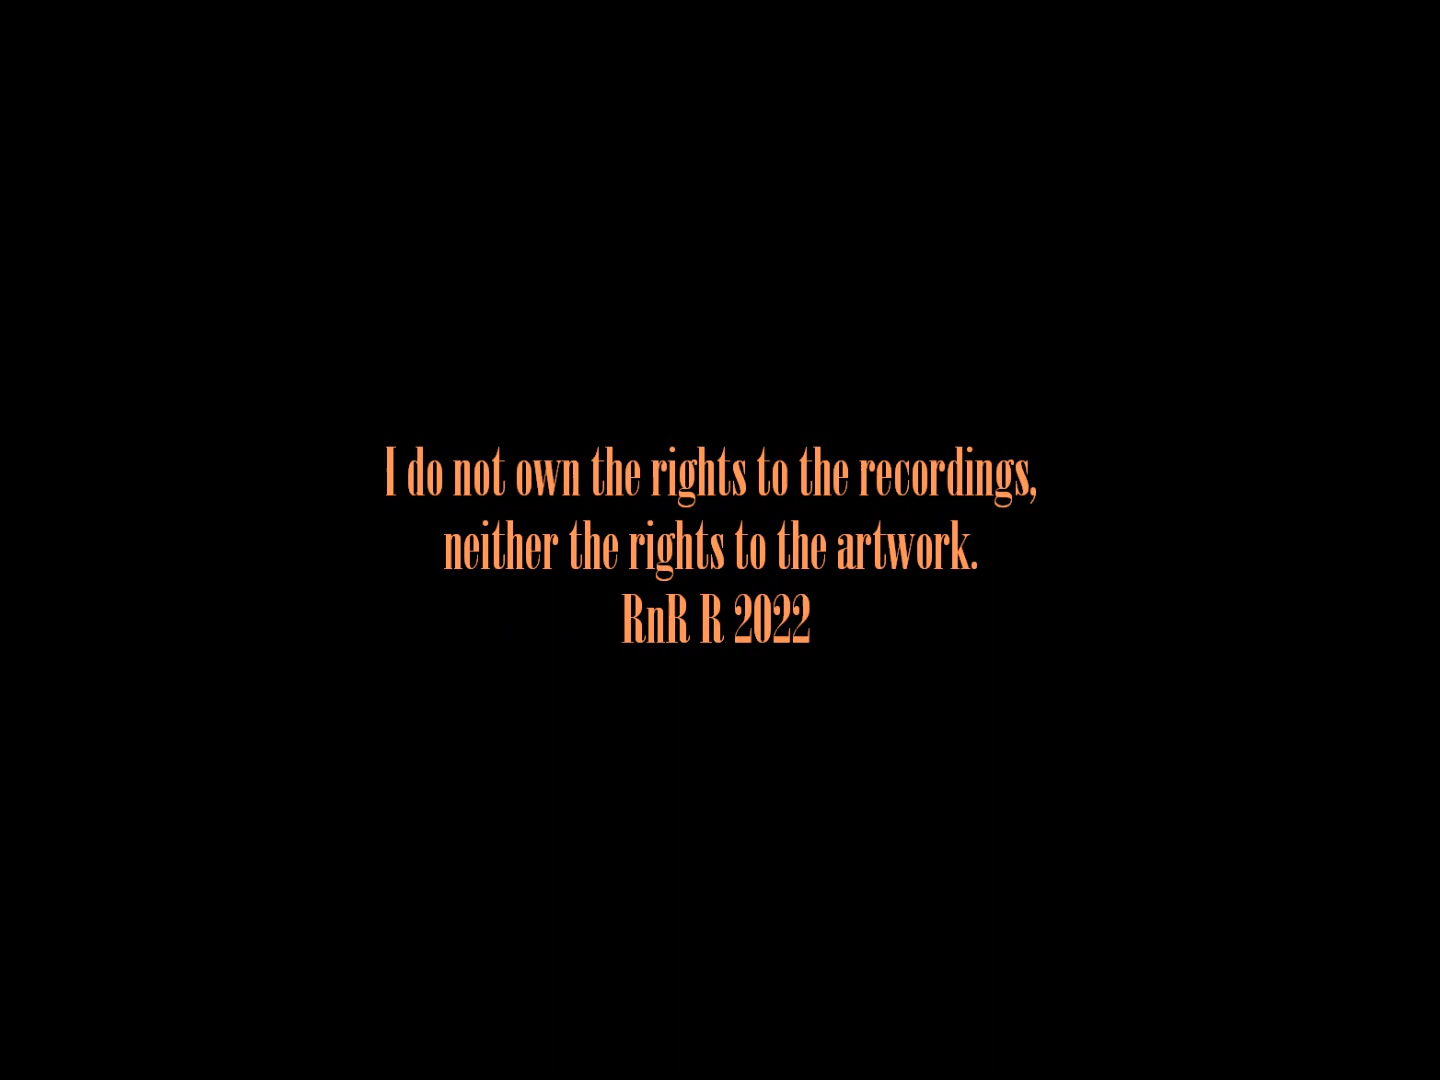 I do not own the rights to the recordings,
neither the rights to the artwork.
RnR R 2022